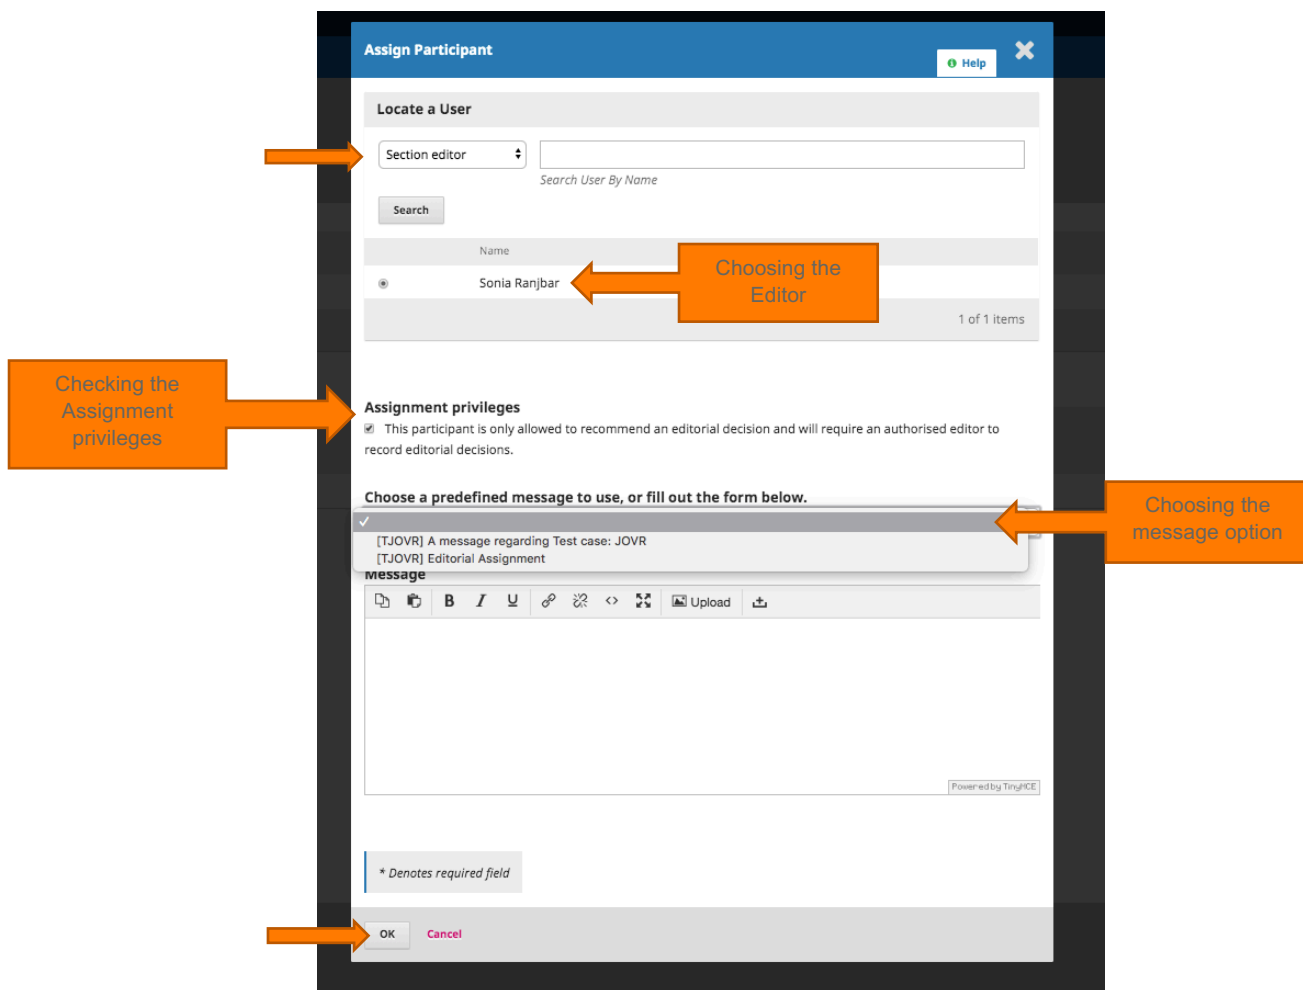 Assign Participant
Help
Locate a User
Section editor
Search User By Name
Search
Name
Sonia Ranjbar
Choosing the
Editor
1 of 1 items
Checking the
Assignment
privileges
Assignment privileges
This participant is only allowed to recommend an editorial decision and will require an authorised editor to
record editorial decisions.
Choose a predefined message to use, or fill out the form below.
Choosing the
message option
[TJOVR] A message regarding Test case: JOVR
[TJOVR] Editorial Assignment
Message
B I U Upload
Powered by TinyMCE
* Denotes required field
OK Cancel